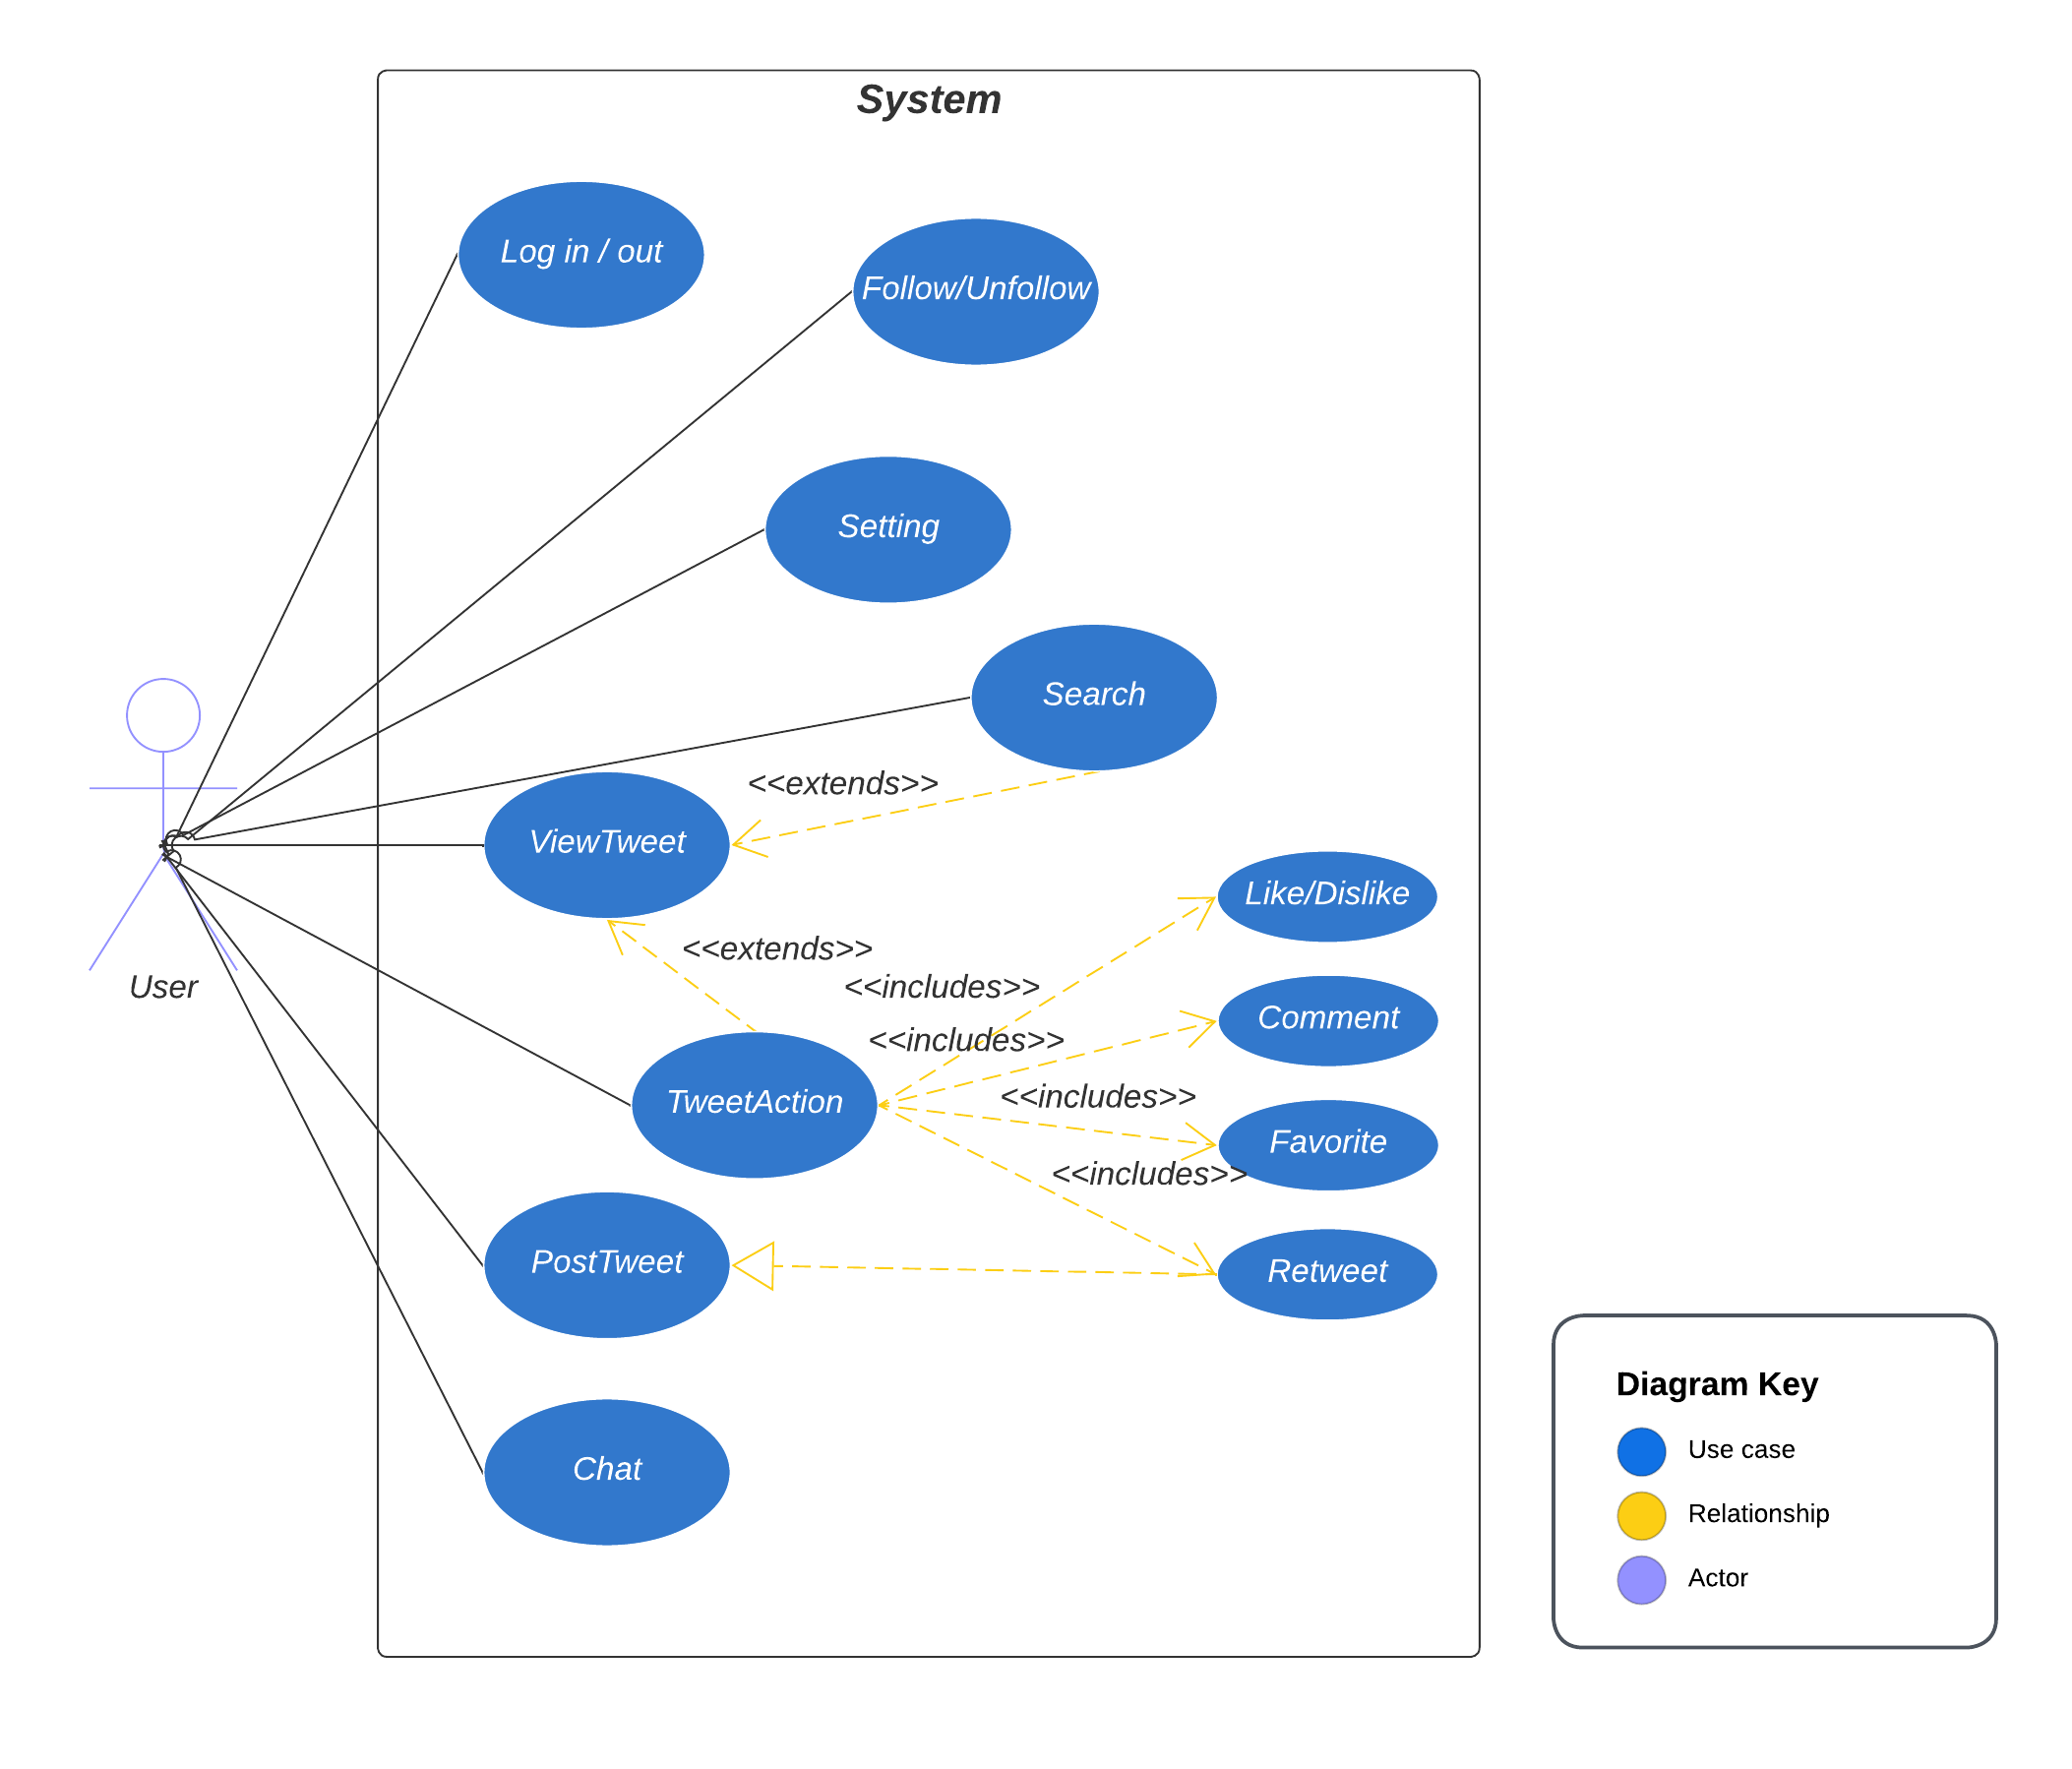 System
Log in / out
Follow/Unfollow
Setting
Search
<<extends>>
ViewTweet
Like/Dislike
<<extends>>
<<includes>>
User
Comment
<<includes>>
TweetAction
<<includes>>
Favorite
<<includes>>
PostTweet
Retweet
Chat
Diagram Key
Use case
Relationship
Actor